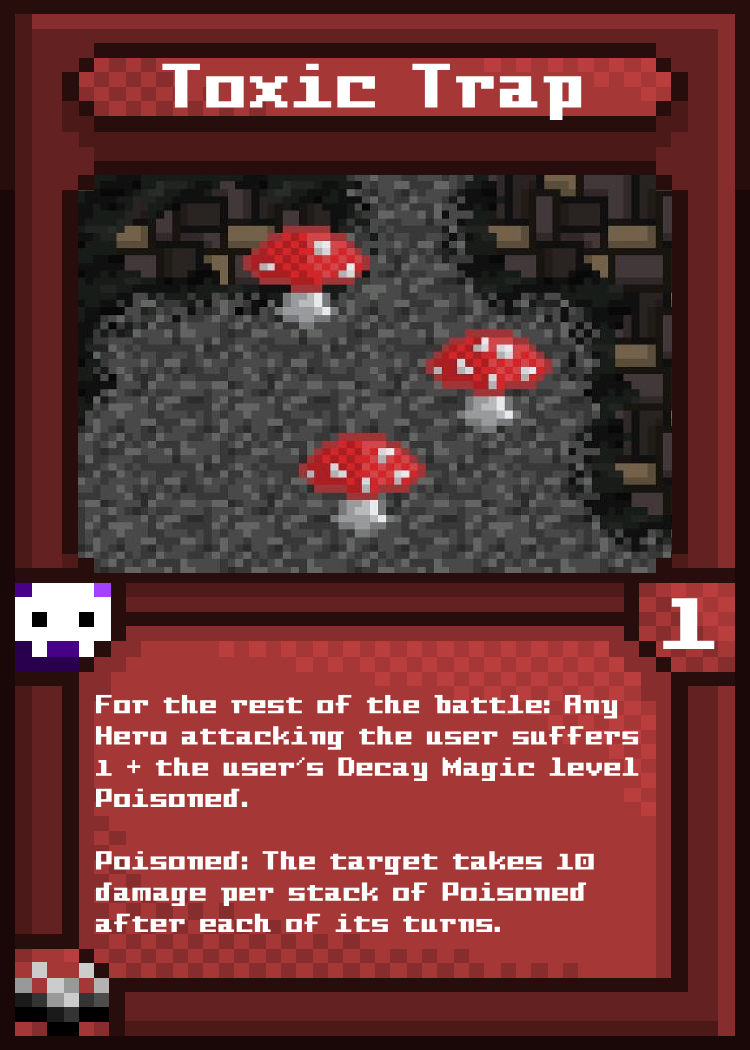 Toxic Trap
1
For the rest of the battle: Any
Hero attacking the user suffers
1 + the user's Decay Magic level
Poisoned.
Poisoned: The target takes 10
damage per stack of Poisoned
after each of its turns.